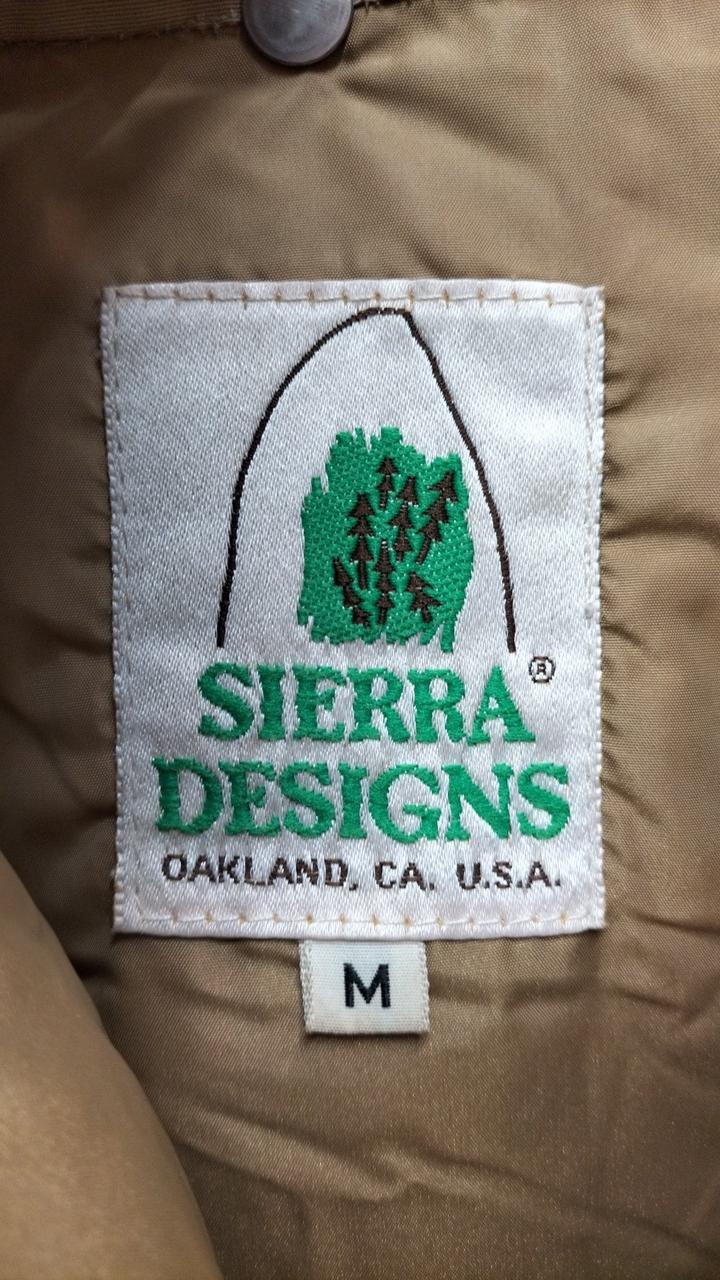 SIERRA ®
DESIGNS
OAKLAND, CA. U.S.A.
M